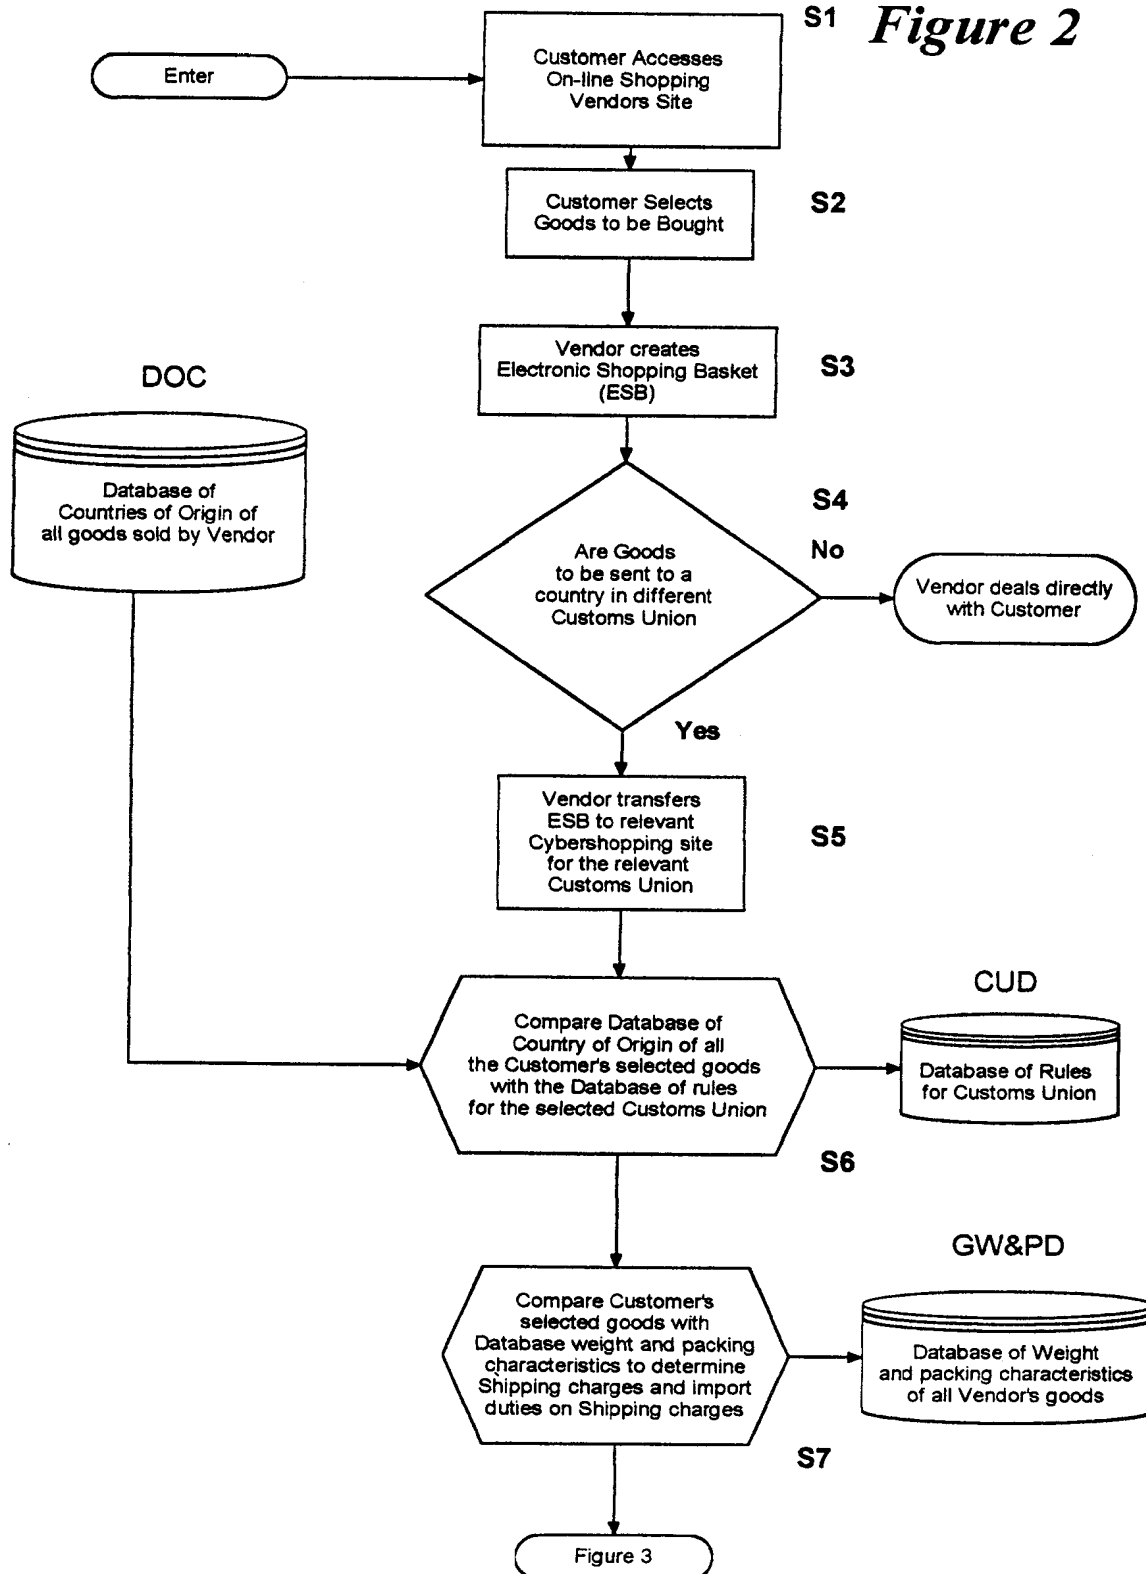 S1
Figure 2
Enter
Customer Accesses
On-line Shopping
Vendors Site
Customer Selects
Goods to be Bought
S2
Vendor creates
Electronic Shopping Basket
(ESB)
S3
DOC
Database of
Countries of Origin of
all goods sold by Vendor
S4
Are Goods
to be sent to a
country in different
Customs Union
No
Vendor deals directly
with Customer
Yes
Vendor transfers
ESB to relevant
Cybershopping site
for the relevant
Customs Union
S5
Compare Database of
Country of Origin of all
the Customer's selected goods
with the Database of rules
for the selected Customs Union
CUD
Database of Rules
for Customs Union
S6
GW&PD
Compare Customer's
selected goods with
Database weight and packing
characteristics to determine
Shipping charges and import
duties on Shipping charges
Database of Weight
and packing characteristics
of all Vendor's goods
S7
Figure 3